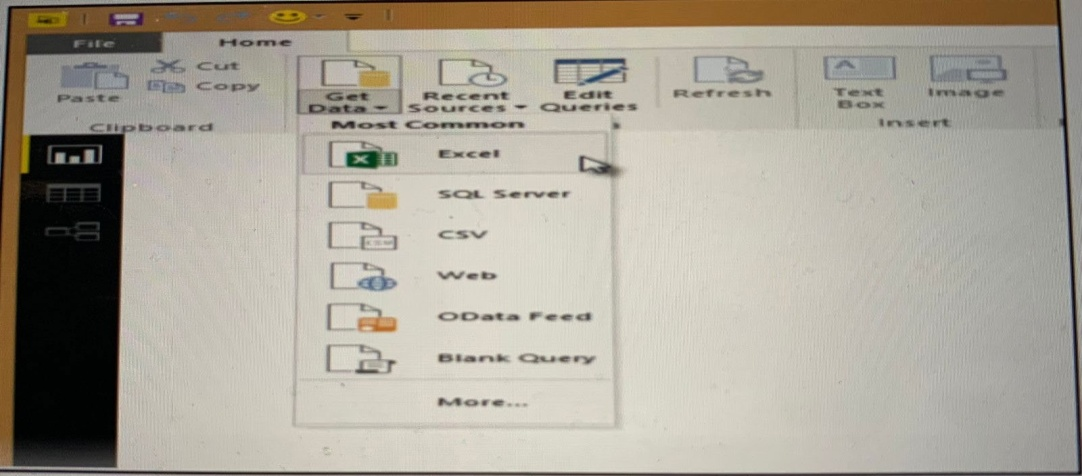 File Home
Cut
Copy
Paste
Clipboard
Get Data
Recent Sources
Edit Queries
Refresh
Text Box
Image
Insert
Most Common
Excel
SQL Server
CSV
Web
OData Feed
Blank Query
More...